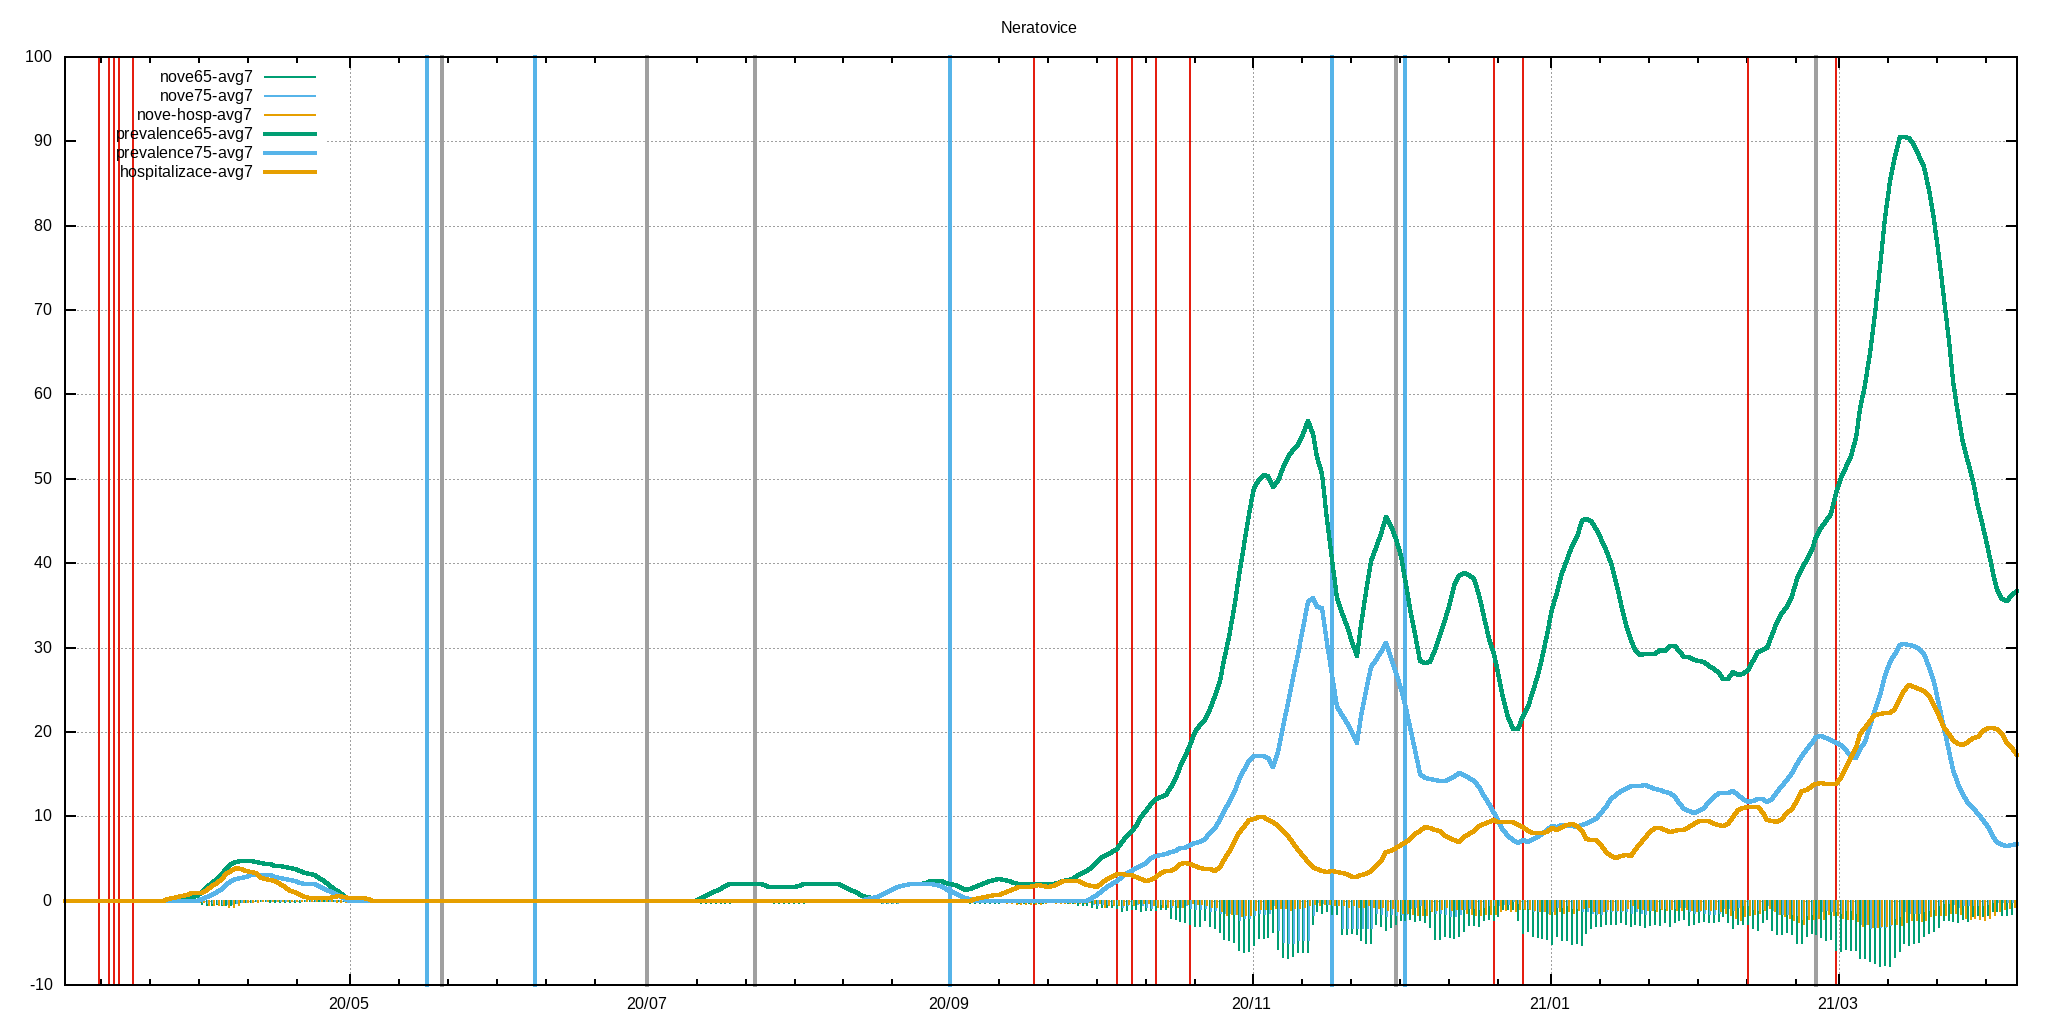 Neratovice
100
90
80
70
60
50
40
30
20
10
0
-10
nove65-avg7
nove75-avg7
nove-hosp-avg7
prevalence65-avg7
prevalence75-avg7
hospitalizace-avg7
20/05 20/07 20/09 20/11 21/01 21/03